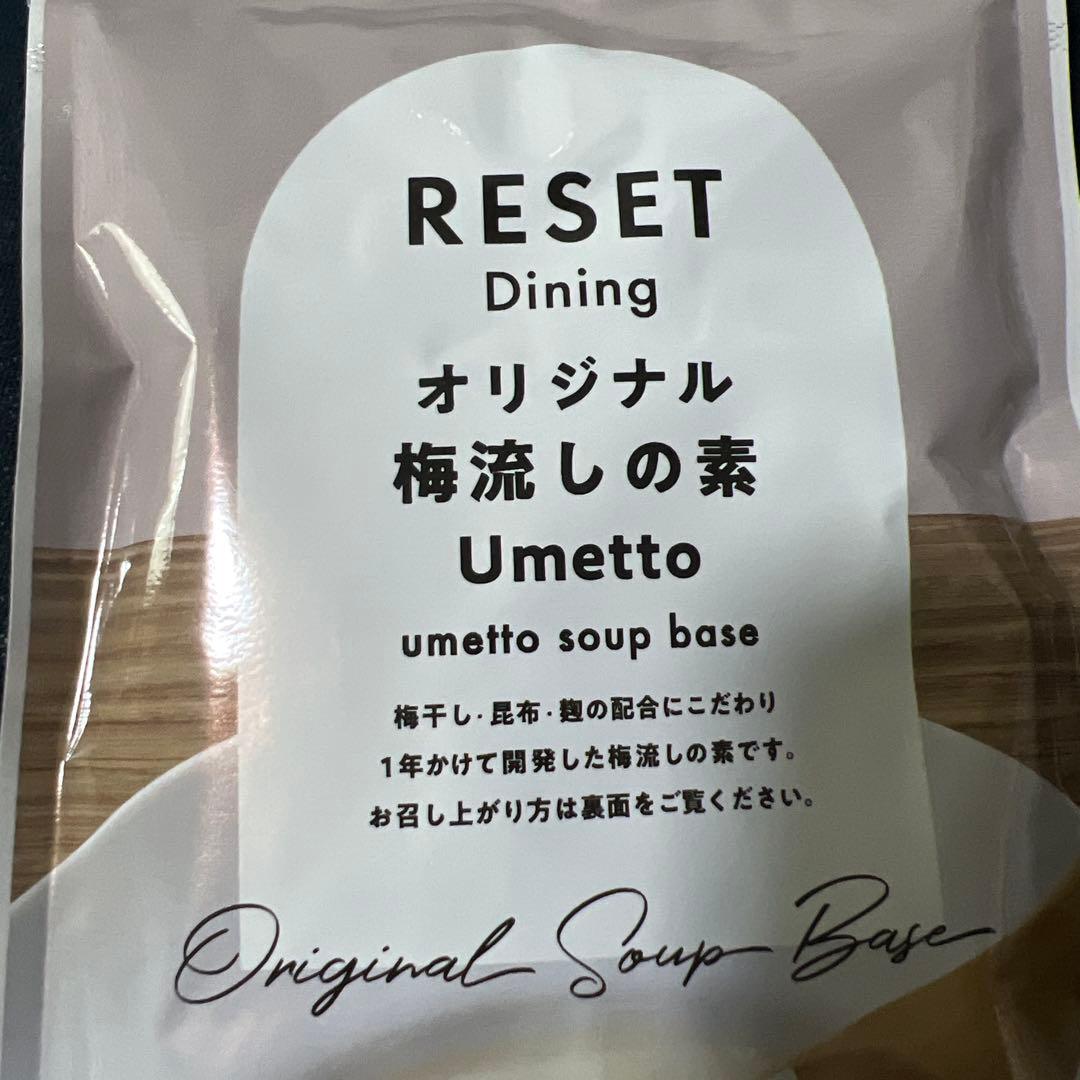 RESET
Dining
オリジナル
梅流しの素
Umetto
umetto soup base
梅干し・昆布・麹の配合にこだわり
1年かけて開発した梅流しの素です。
お召し上がり方は裏面をご覧ください。
Original Soup Base